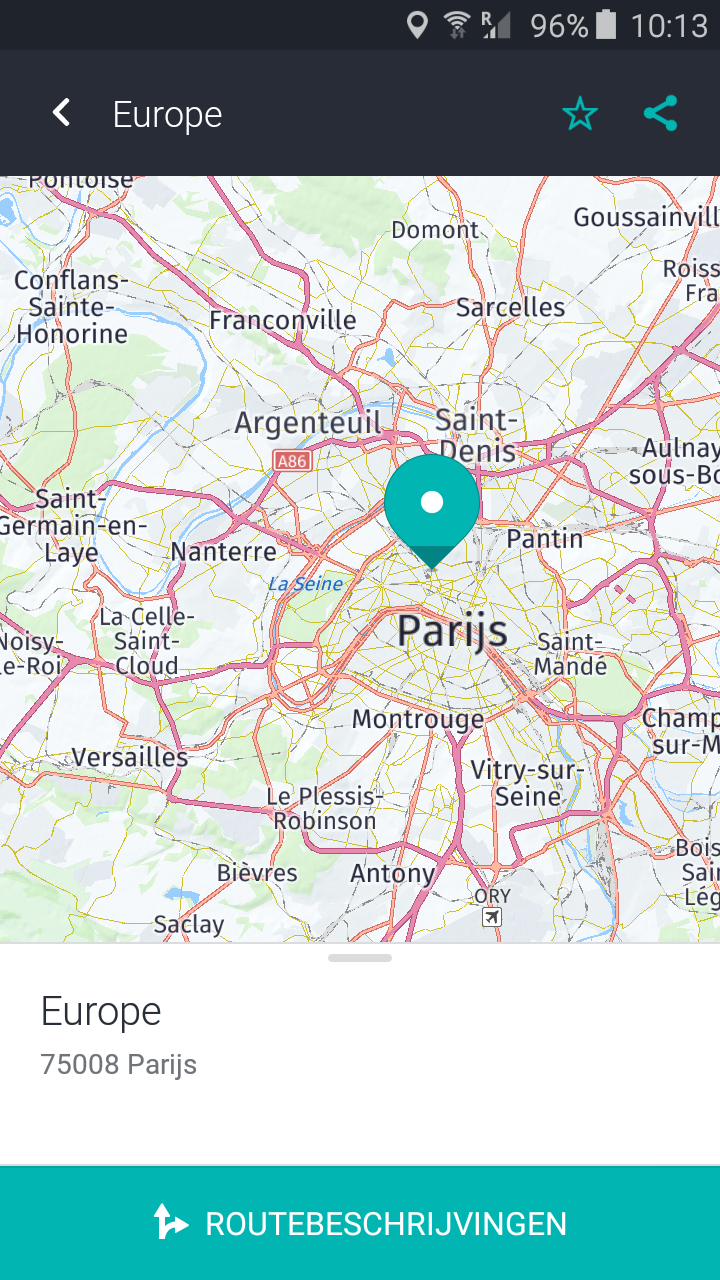 R
96%
10:13
Europe
Pontoise
Domont
Goussainvill
Conflans-
Sainte-
Honorine
Roiss
Fra
Franconville
Sarcelles
Argenteuil
Saint-
Denis
A86
Aulnay
sous-Bo
Saint-
Germain-en-
Laye
Nanterre
Pantin
La Seine
La Celle-
Saint-
Cloud
Noisy-
le-Roi
Parijs
Saint-
Mandé
Montrouge
Champ
sur-M
Versailles
Vitry-sur-
Seine
Le Plessis-
Robinson
Bièvres
Antony
Bois
Sain
Lég
ORY
Saclay
Europe
75008 Parijs
ROUTEBESCHRIJVINGEN